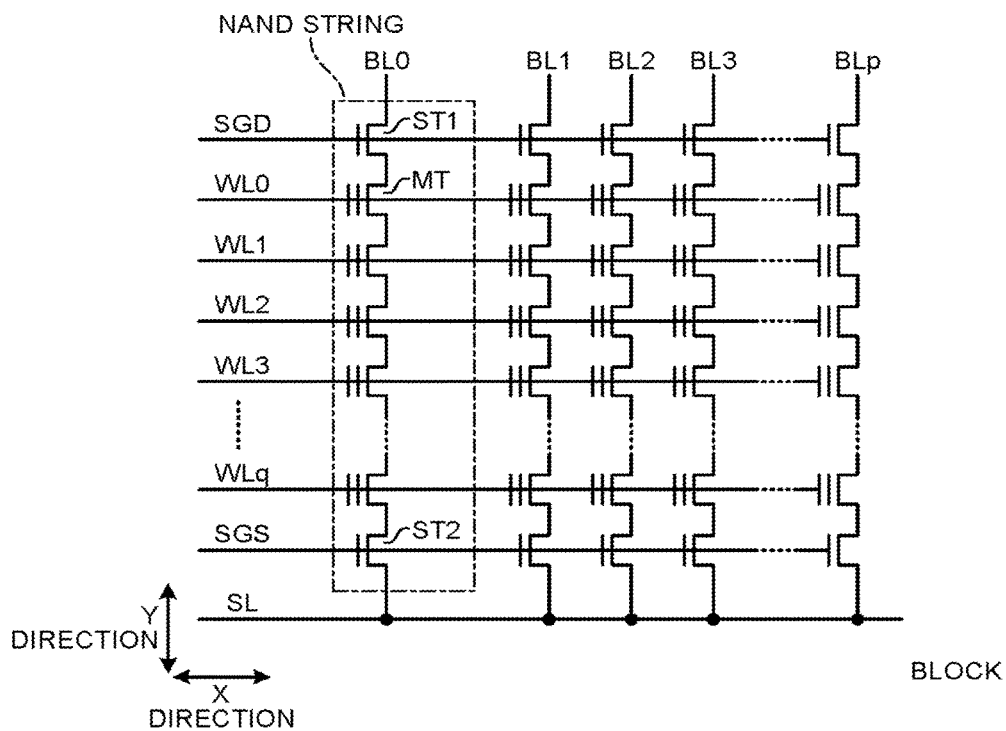 NAND STRING
BL0 BL1 BL2 BL3 BLp
SGD ST1
WL0 MT
WL1
WL2
WL3
WLq
SGS ST2
SL
Y
DIRECTION
X
DIRECTION
BLOCK